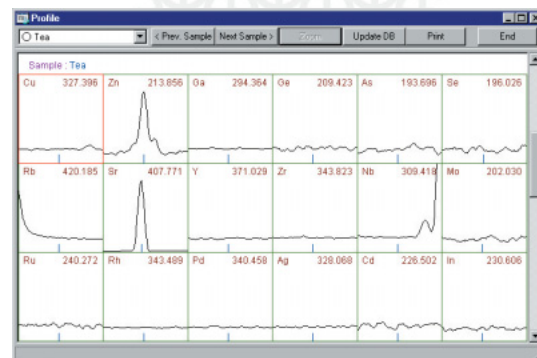 Profile
Tea < Prev. Sample Next Sample > Zoom Update DB Print End
Sample : Tea
Cu 327.396 Zn 213.856 Ga 294.364 Ge 209.423 As 193.696 Se 196.026
Rb 420.185 Sr 407.771 Y 371.029 Zr 343.823 Nb 309.418 Mo 202.030
Ru 240.272 Rh 343.489 Pd 340.458 Ag 328.068 Cd 226.502 In 230.606